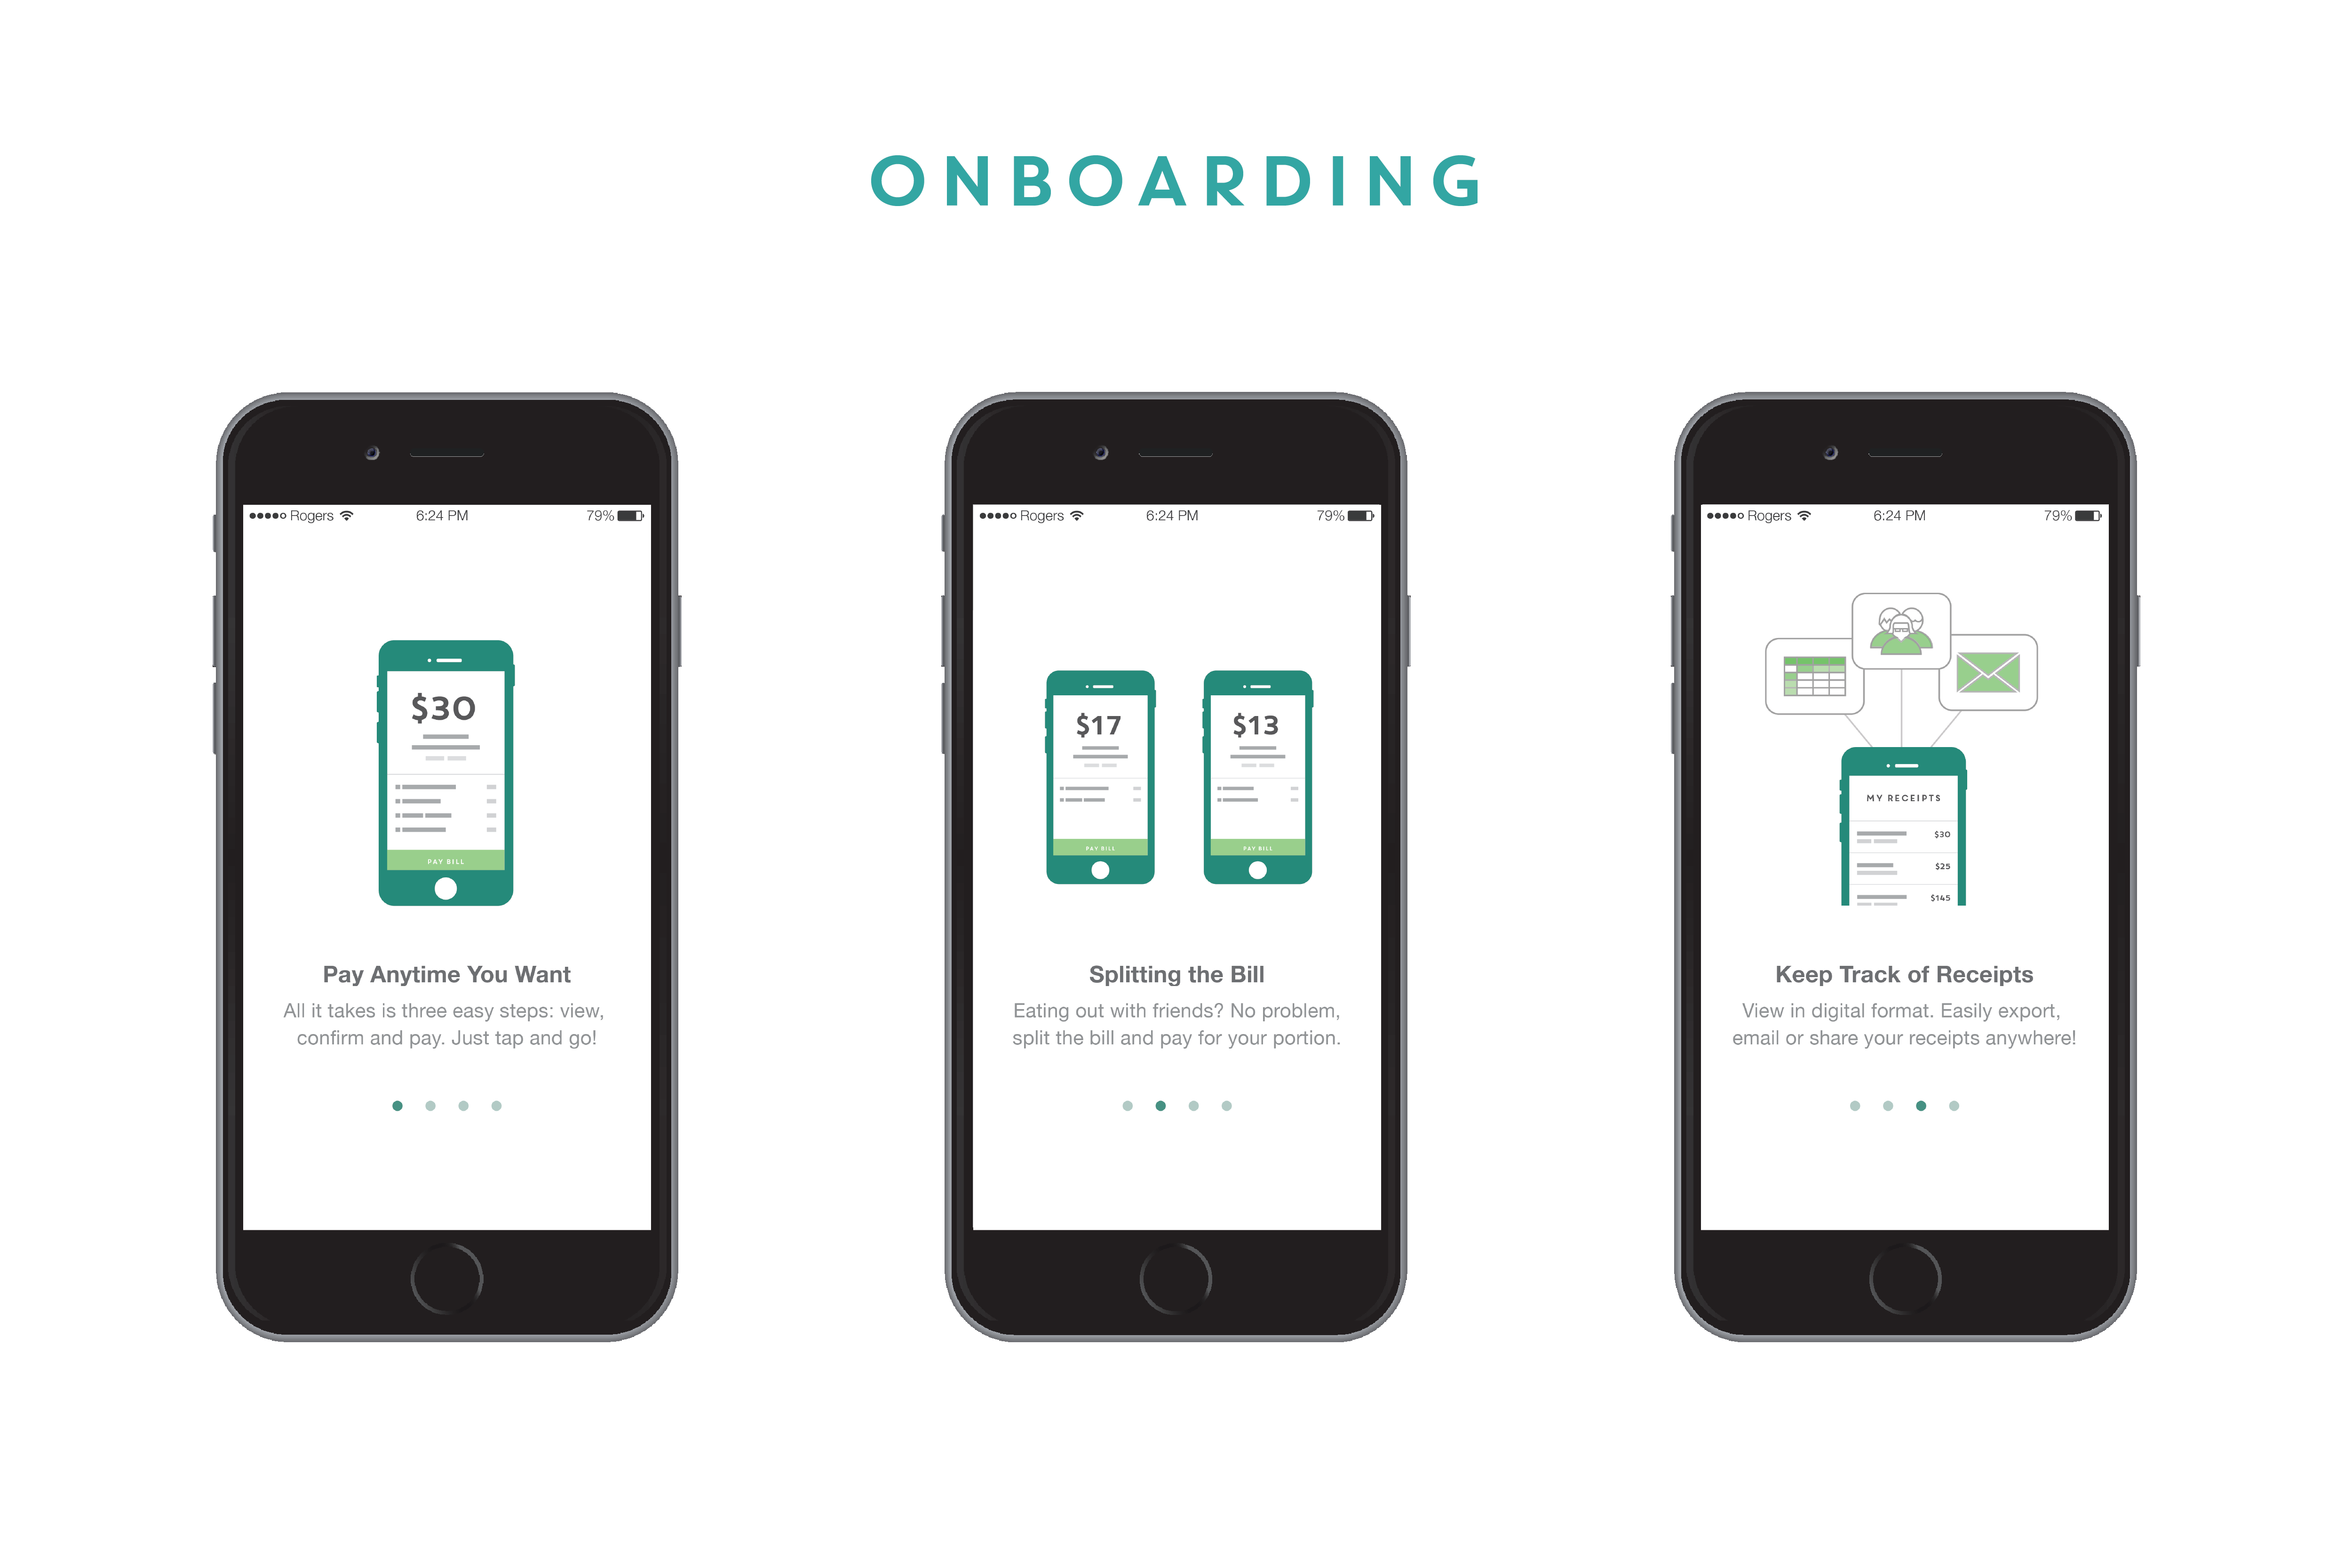 ONBOARDING
Rogers 6:24 PM 79%
$30
PAY BILL
Pay Anytime You Want
All it takes is three easy steps: view,
confirm and pay. Just tap and go!
Rogers 6:24 PM 79%
$17
PAY BILL
$13
PAY BILL
Splitting the Bill
Eating out with friends? No problem,
split the bill and pay for your portion.
Rogers 6:24 PM 79%
MY RECEIPTS
$30
$25
$145
Keep Track of Receipts
View in digital format. Easily export,
email or share your receipts anywhere!